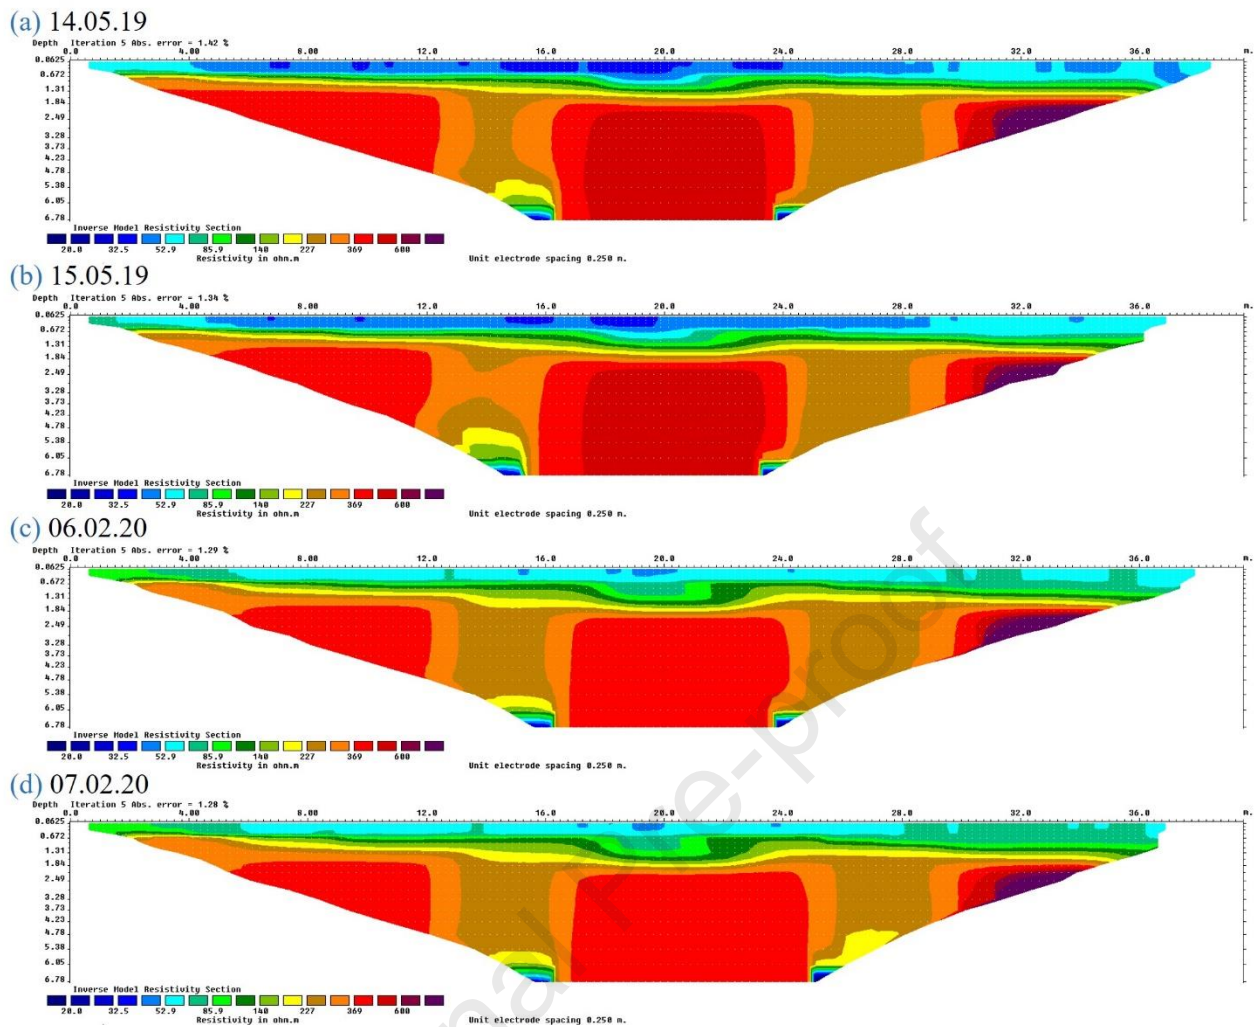 (a) 14.05.19
Depth Iteration 5 Abs. error = 1.42 %
0.0 4.00 8.00 12.0 16.0 20.0 24.0 28.0 32.0 36.0 m.
0.0625
0.672
1.31
1.84
2.49
3.28
3.73
4.23
4.78
5.38
6.05
6.78
Inverse Model Resistivity Section
20.0 32.5 52.9 85.9 140 227 369 600
Resistivity in ohm.m Unit electrode spacing 0.250 m.
(b) 15.05.19
Depth Iteration 5 Abs. error = 1.34 %
0.0 4.00 8.00 12.0 16.0 20.0 24.0 28.0 32.0 36.0 m.
0.0625
0.672
1.31
1.84
2.49
3.28
3.73
4.23
4.78
5.38
6.05
6.78
Inverse Model Resistivity Section
20.0 32.5 52.9 85.9 140 227 369 600
Resistivity in ohm.m Unit electrode spacing 0.250 m.
(c) 06.02.20
Depth Iteration 5 Abs. error = 1.29 %
0.0 4.00 8.00 12.0 16.0 20.0 24.0 28.0 32.0 36.0 m.
0.0625
0.672
1.31
1.84
2.49
3.28
3.73
4.23
4.78
5.38
6.05
6.78
Inverse Model Resistivity Section
20.0 32.5 52.9 85.9 140 227 369 600
Resistivity in ohm.m Unit electrode spacing 0.250 m.
(d) 07.02.20
Depth Iteration 5 Abs. error = 1.28 %
0.0 4.00 8.00 12.0 16.0 20.0 24.0 28.0 32.0 36.0 m.
0.0625
0.672
1.31
1.84
2.49
3.28
3.73
4.23
4.78
5.38
6.05
6.78
Inverse Model Resistivity Section
20.0 32.5 52.9 85.9 140 227 369 600
Resistivity in ohm.m Unit electrode spacing 0.250 m.
nal Pre-proof